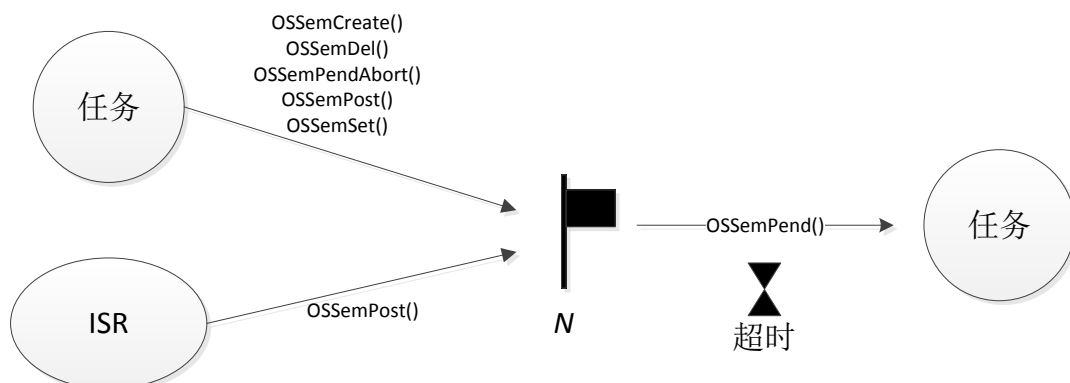 OSSemCreate()
OSSemDel()
OSSemPendAbort()
OSSemPost()
OSSemSet()
任务
OSSemPend()
任务
ISR
OSSemPost()
N
超时